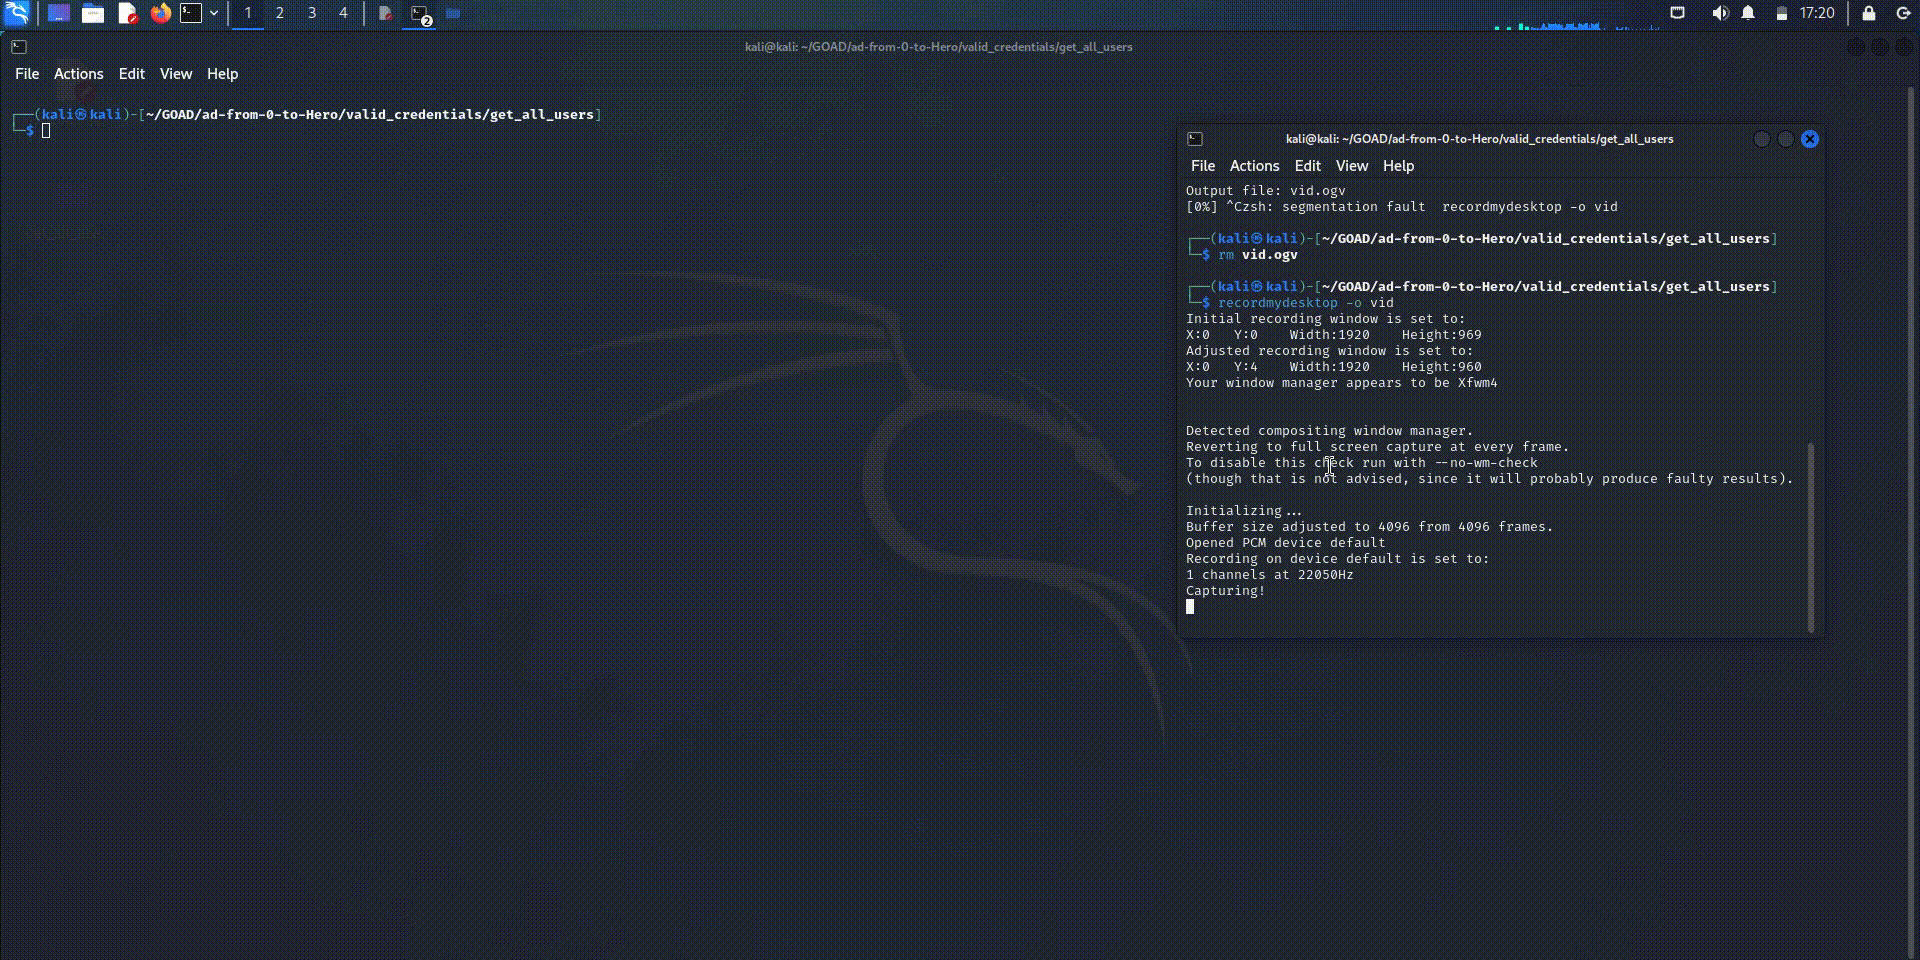 1 2 3 4 2 17:20
kali@kali: ~/GOAD/ad-from-0-to-Hero/valid_credentials/get_all_users
File Actions Edit View Help
┌──(kali㉿kali)-[~/GOAD/ad-from-0-to-Hero/valid_credentials/get_all_users]
└─$
kali@kali: ~/GOAD/ad-from-0-to-Hero/valid_credentials/get_all_users
File Actions Edit View Help
Output file: vid.ogv
[0%] ^Czsh: segmentation fault  recordmydesktop -o vid
┌──(kali㉿kali)-[~/GOAD/ad-from-0-to-Hero/valid_credentials/get_all_users]
└─$ rm vid.ogv
┌──(kali㉿kali)-[~/GOAD/ad-from-0-to-Hero/valid_credentials/get_all_users]
└─$ recordmydesktop -o vid
Initial recording window is set to:
X:0   Y:0    Width:1920    Height:969
Adjusted recording window is set to:
X:0   Y:4    Width:1920    Height:960
Your window manager appears to be Xfwm4
Detected compositing window manager.
Reverting to full screen capture at every frame.
To disable this check run with --no-wm-check
(though that is not advised, since it will probably produce faulty results).
Initializing...
Buffer size adjusted to 4096 from 4096 frames.
Opened PCM device default
Recording on device default is set to:
1 channels at 22050Hz
Capturing!